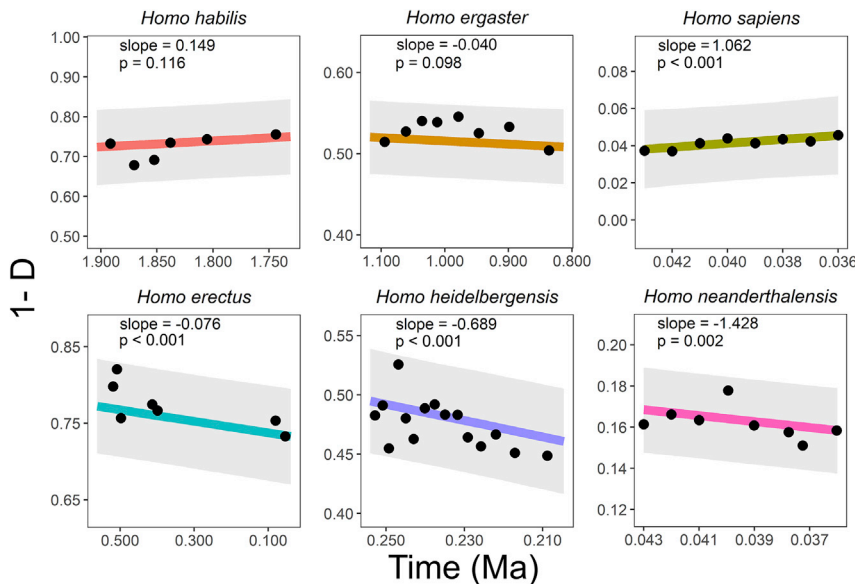 Homo habilis
slope = 0.149
p = 0.116
1.00
0.90
0.80
0.70
0.60
0.50
1.900
1.850
1.800
1.750
Homo ergaster
slope = -0.040
p = 0.098
0.60
0.50
0.40
1.100
1.000
0.900
0.800
Homo sapiens
slope = 1.062
p < 0.001
0.08
0.06
0.04
0.02
0.00
0.042
0.040
0.038
0.036
1- D
Homo erectus
slope = -0.076
p < 0.001
0.85
0.75
0.65
0.500
0.300
0.100
Homo heidelbergensis
slope = -0.689
p < 0.001
0.55
0.50
0.45
0.40
0.250
0.230
0.210
Homo neanderthalensis
slope = -1.428
p = 0.002
0.20
0.18
0.16
0.14
0.12
0.043
0.041
0.039
0.037
Time (Ma)